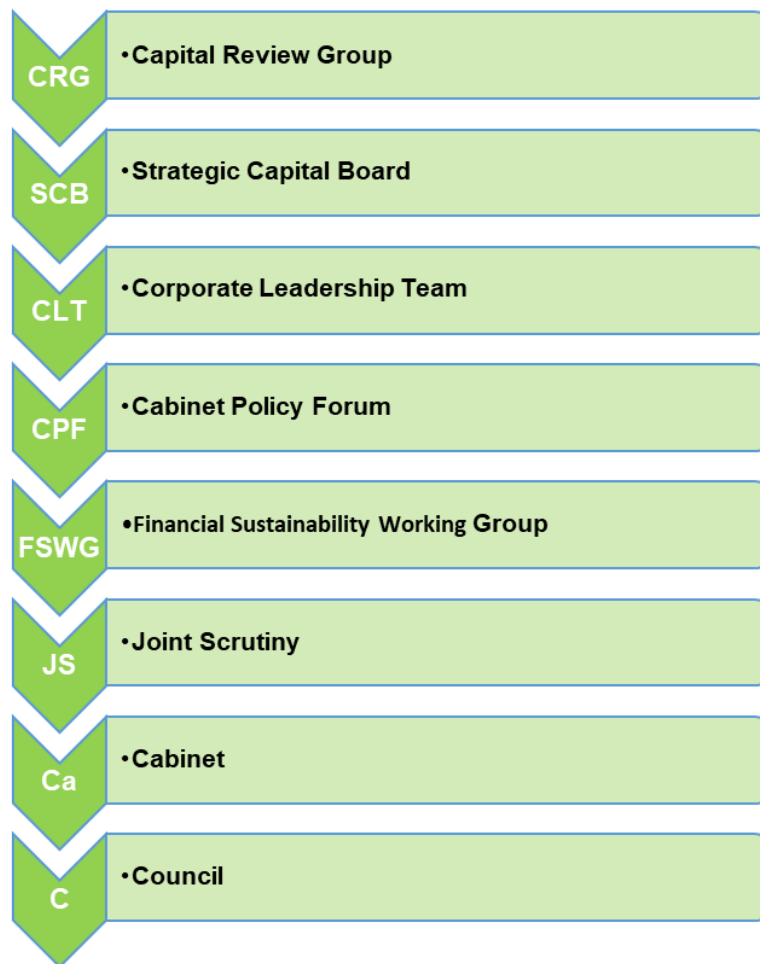 CRG
•Capital Review Group
SCB
•Strategic Capital Board
CLT
•Corporate Leadership Team
CPF
•Cabinet Policy Forum
FSWG
•Financial Sustainability Working Group
JS
•Joint Scrutiny
Ca
•Cabinet
C
•Council